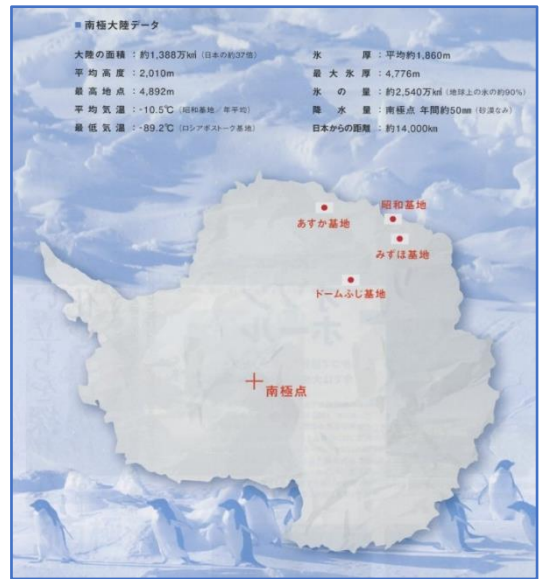 ■ 南極大陸データ
大陸の面積：約1,388万k㎡（日本の約37倍）
平均高度：2,010m
最高地点：4,892m
平均気温：-10.5℃（昭和基地／年平均）
最低気温：-89.2℃（ロシアボストーク基地）
氷厚：平均約1,860m
最大氷厚：4,776m
氷の量：約2,540万k㎥（地球上の氷の約90%）
降水量：南極点 年間約50㎜（砂漠なみ）
日本からの距離：約14,000km
昭和基地
あすか基地
みずほ基地
ドームふじ基地
南極点